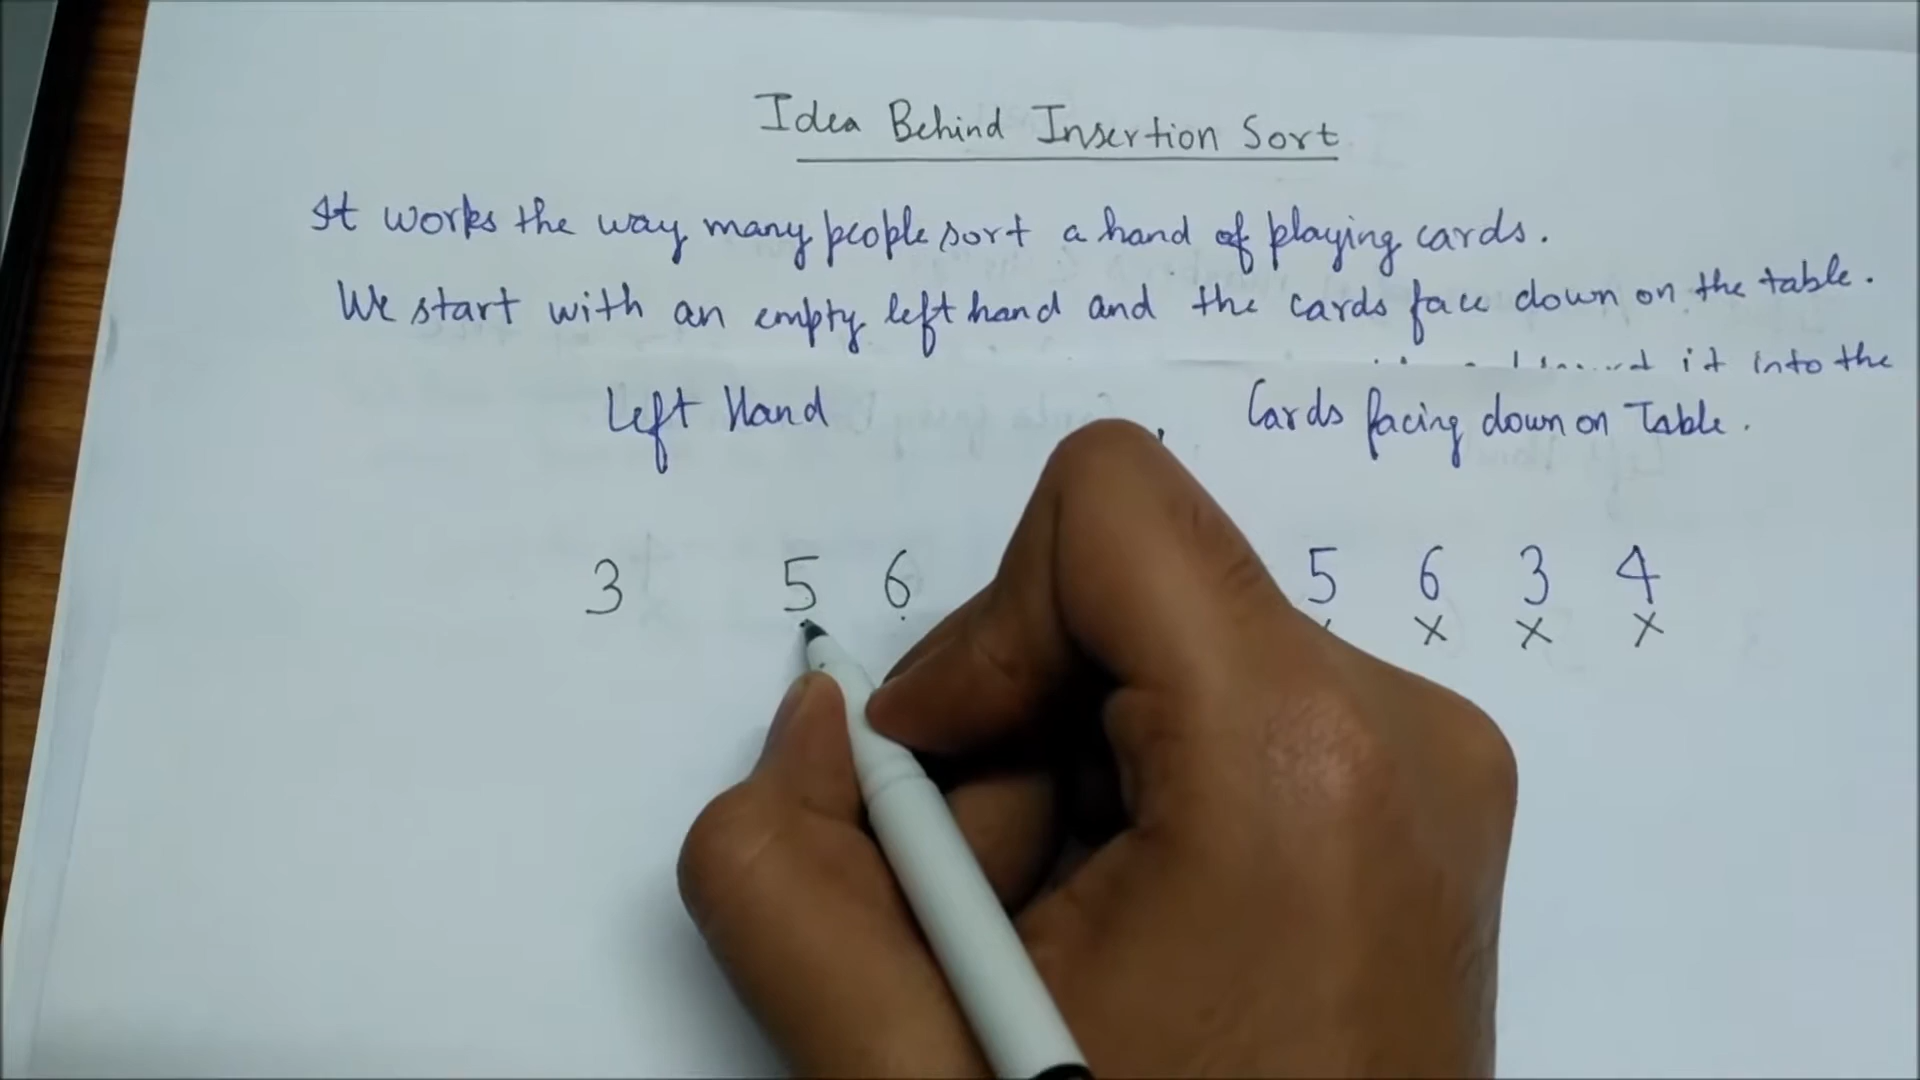 Idea Behind Insertion Sort
It works the way many people sort a hand of playing cards.
We start with an empty left hand and the cards face down on the table.
it into the
Left Hand
Cards facing down on Table.
3 5 6
5 6 3 4
x x x